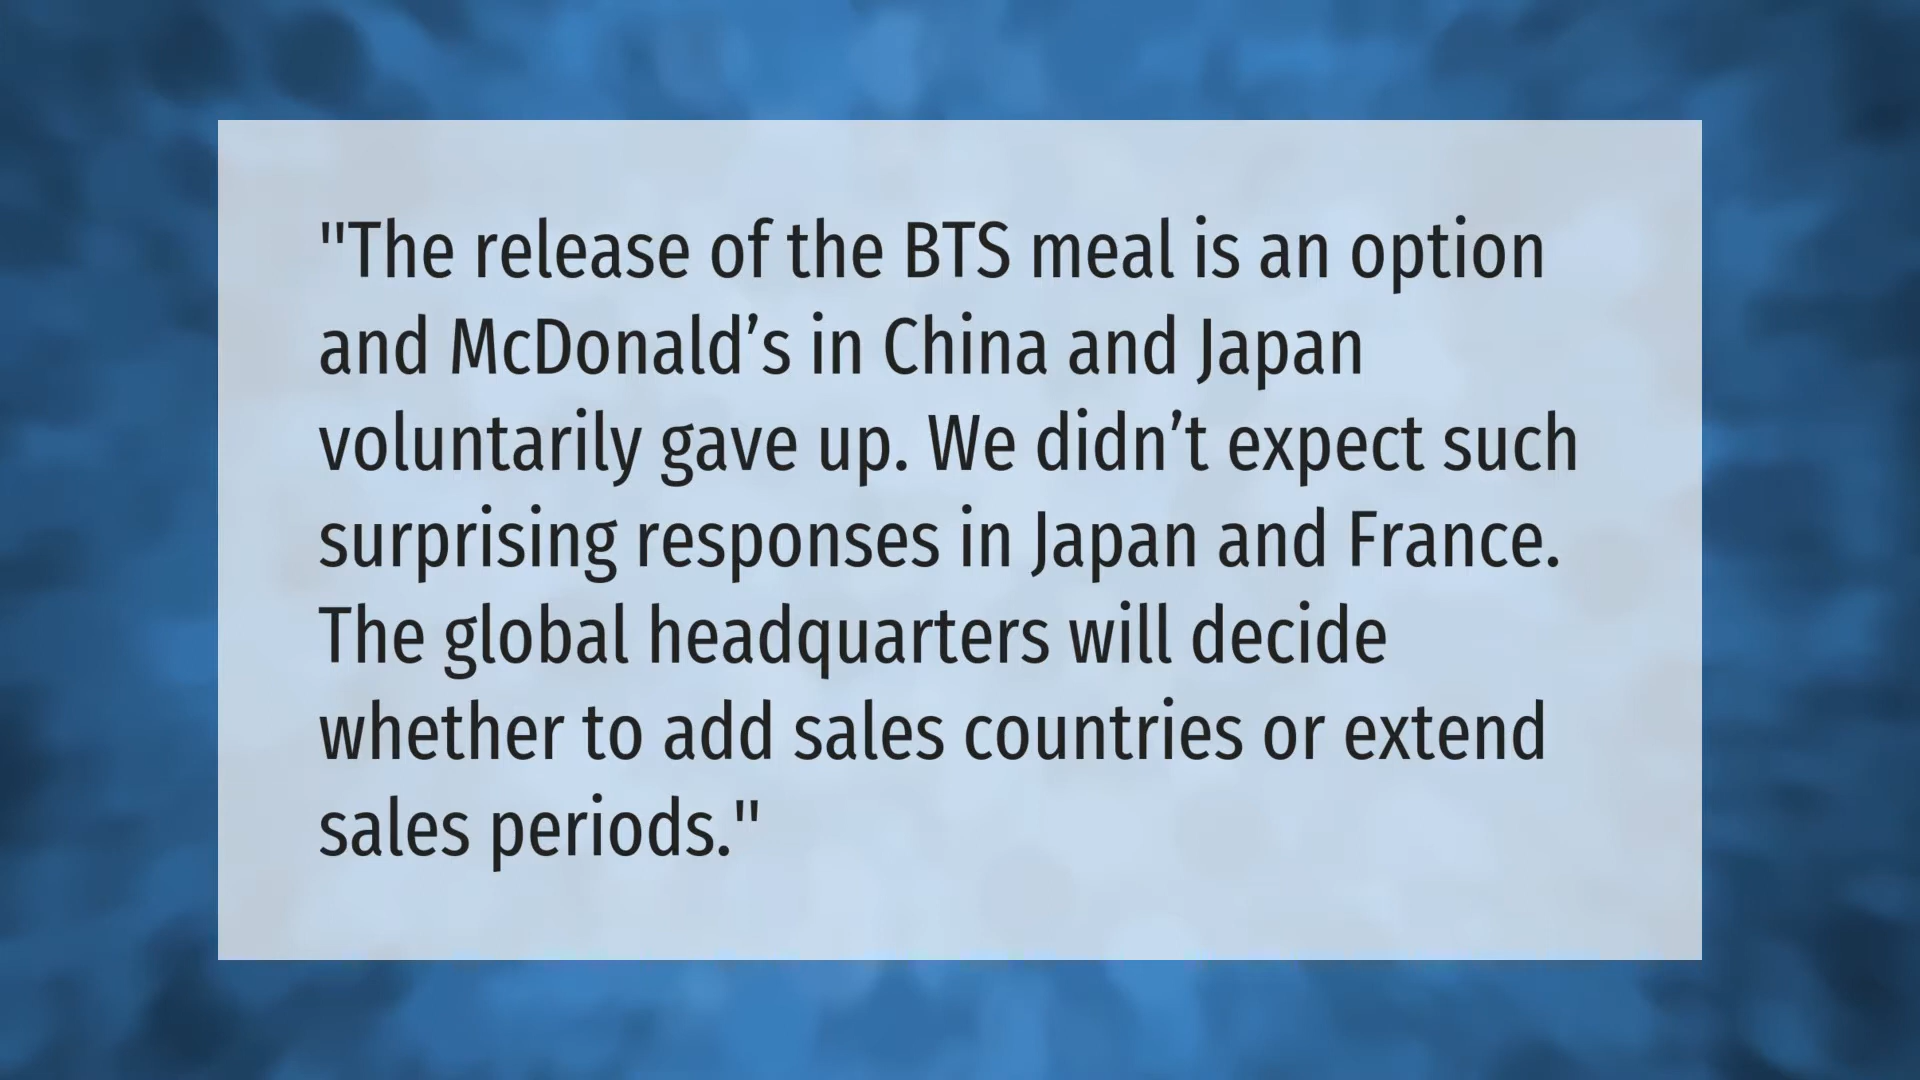 "The release of the BTS meal is an option
and McDonald’s in China and Japan
voluntarily gave up. We didn’t expect such
surprising responses in Japan and France.
The global headquarters will decide
whether to add sales countries or extend
sales periods."